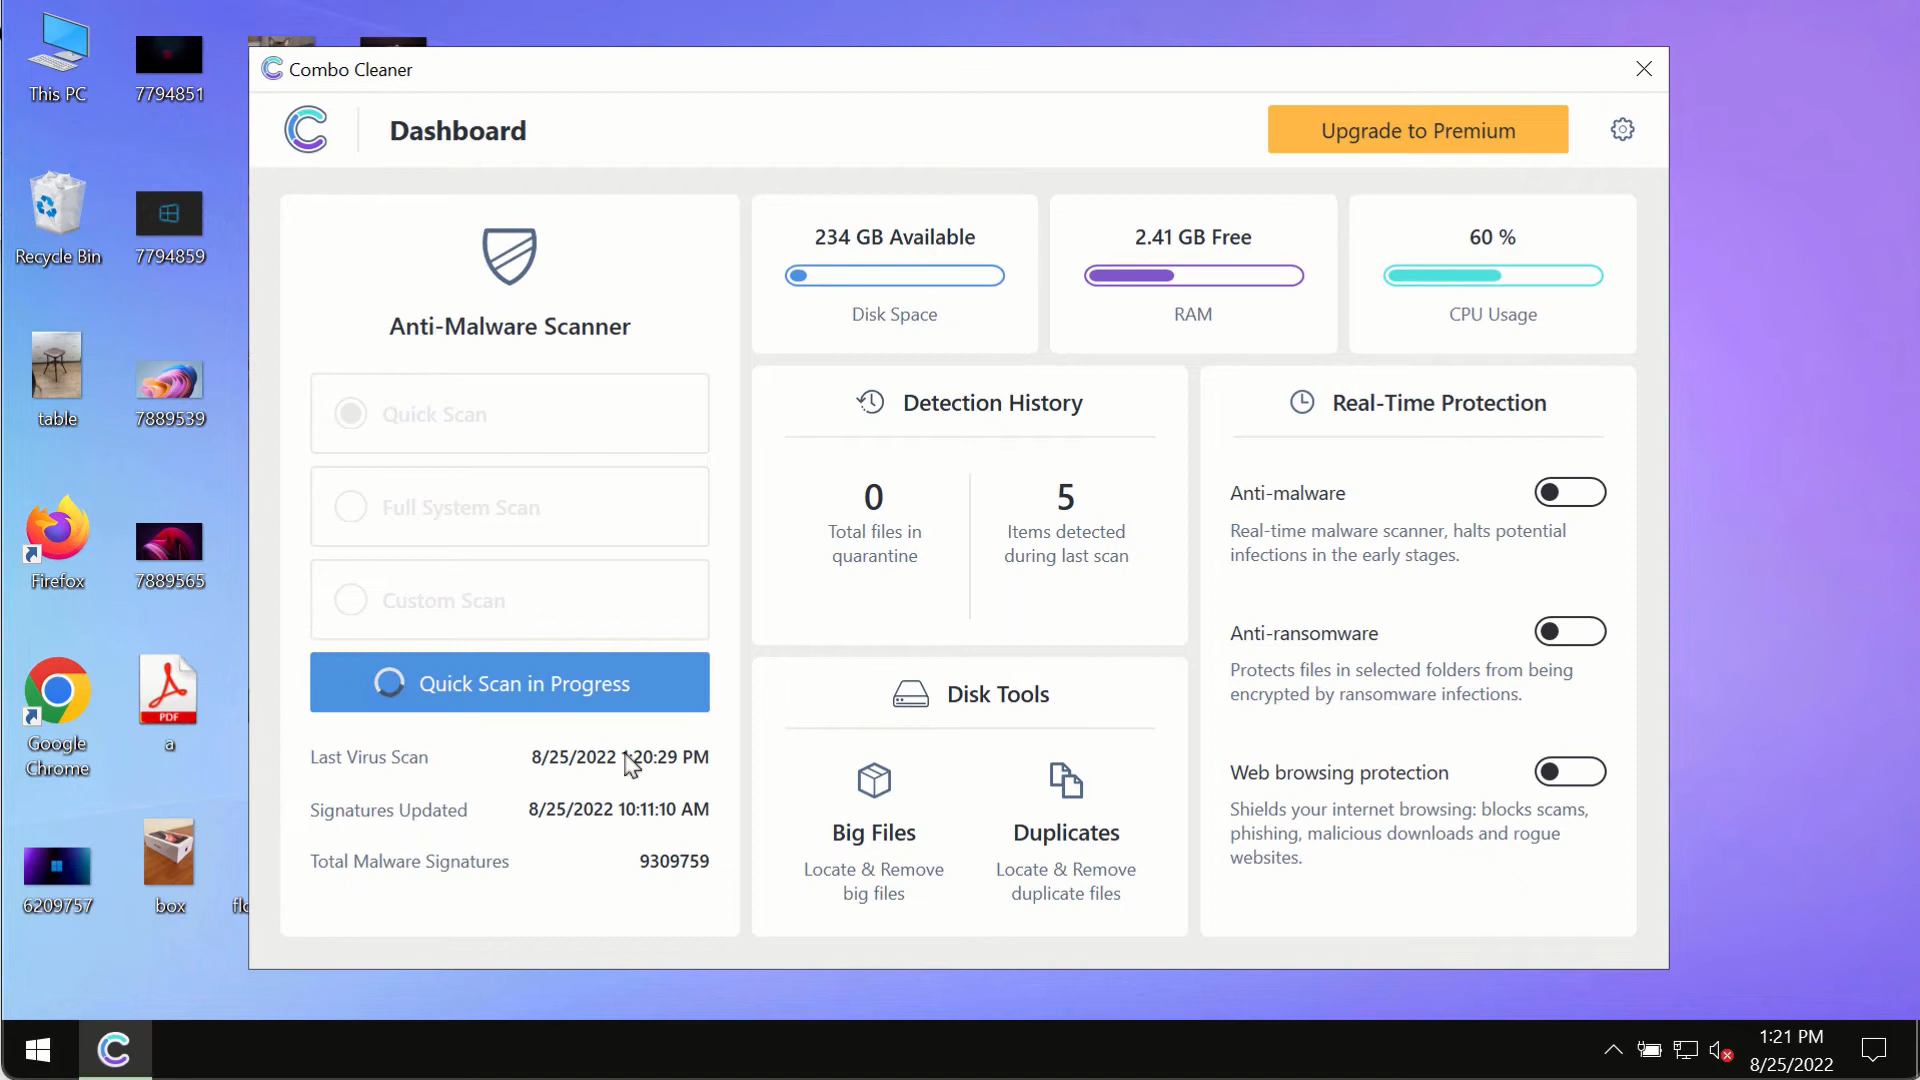 This PC
7794851
Recycle Bin
7794859
table
7889539
Firefox
7889565
Google
Chrome
PDF
a
6209757
box
Combo Cleaner
Dashboard
Upgrade to Premium
Anti-Malware Scanner
Quick Scan
Full System Scan
Custom Scan
Quick Scan in Progress
Last Virus Scan 8/25/2022 1:20:29 PM
Signatures Updated 8/25/2022 10:11:10 AM
Total Malware Signatures 9309759
234 GB Available
Disk Space
2.41 GB Free
RAM
60 %
CPU Usage
Detection History
0
Total files in
quarantine
5
Items detected
during last scan
Disk Tools
Big Files
Locate & Remove
big files
Duplicates
Locate & Remove
duplicate files
Real-Time Protection
Anti-malware
Real-time malware scanner, halts potential
infections in the early stages.
Anti-ransomware
Protects files in selected folders from being
encrypted by ransomware infections.
Web browsing protection
Shields your internet browsing: blocks scams,
phishing, malicious downloads and rogue
websites.
1:21 PM
8/25/2022